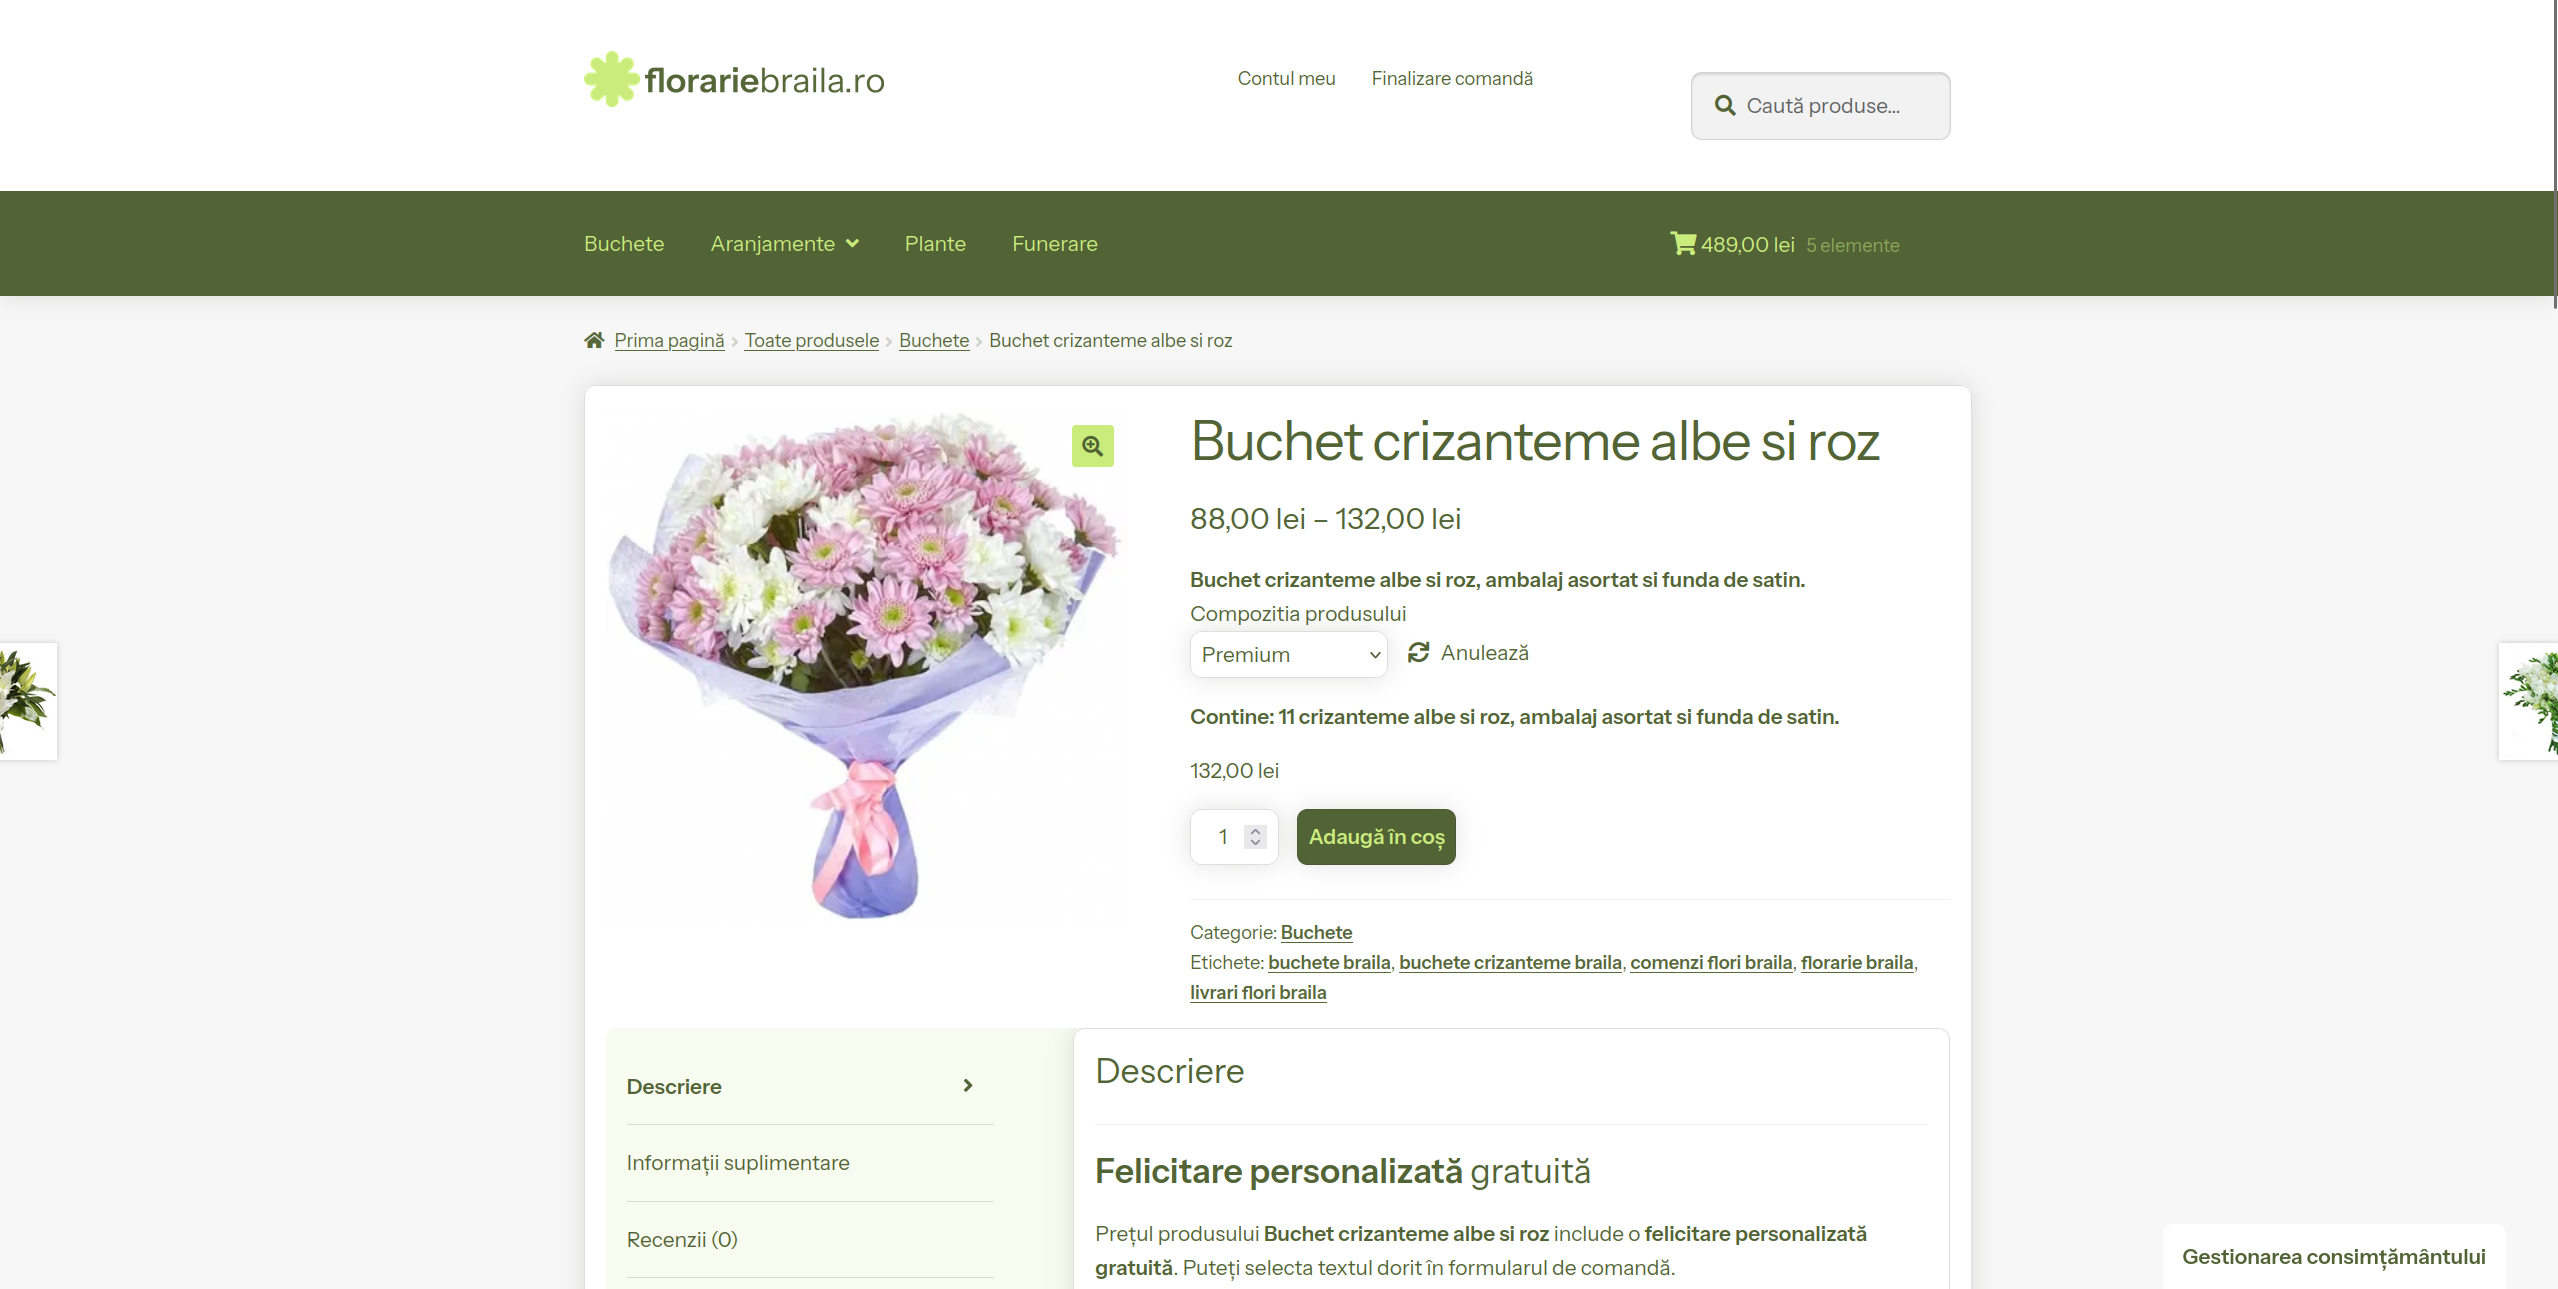 florariebraila.ro
Contul meu
Finalizare comandă
Caută produse...
Buchete
Aranjamente
Plante
Funerare
489,00 lei 5 elemente
Prima pagină
Toate produsele
Buchete
Buchet crizanteme albe si roz
Buchet crizanteme albe si roz
88,00 lei – 132,00 lei
Buchet crizanteme albe si roz, ambalaj asortat si funda de satin.
Compozitia produsului
Premium
Anulează
Contine: 11 crizanteme albe si roz, ambalaj asortat si funda de satin.
132,00 lei
1
Adaugă în coș
Categorie: Buchete
Etichete: buchete braila, buchete crizanteme braila, comenzi flori braila, florarie braila,
livrari flori braila
Descriere
Informații suplimentare
Recenzii (0)
Descriere
Felicitare personalizată gratuită
Prețul produsului Buchet crizanteme albe si roz include o felicitare personalizată
gratuită. Puteți selecta textul dorit în formularul de comandă.
Gestionarea consimțământului